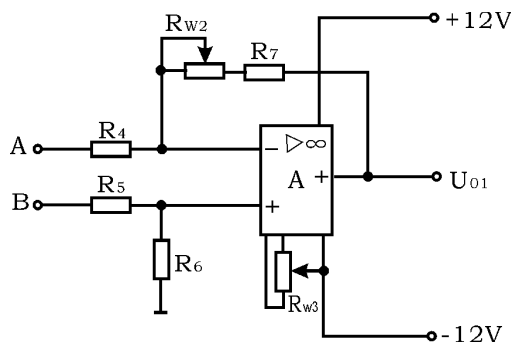 R_W2
+12V
R_7
A
R_4
− ▷∞
A +
U_01
B
R_5
+
R_6
R_W3
-12V